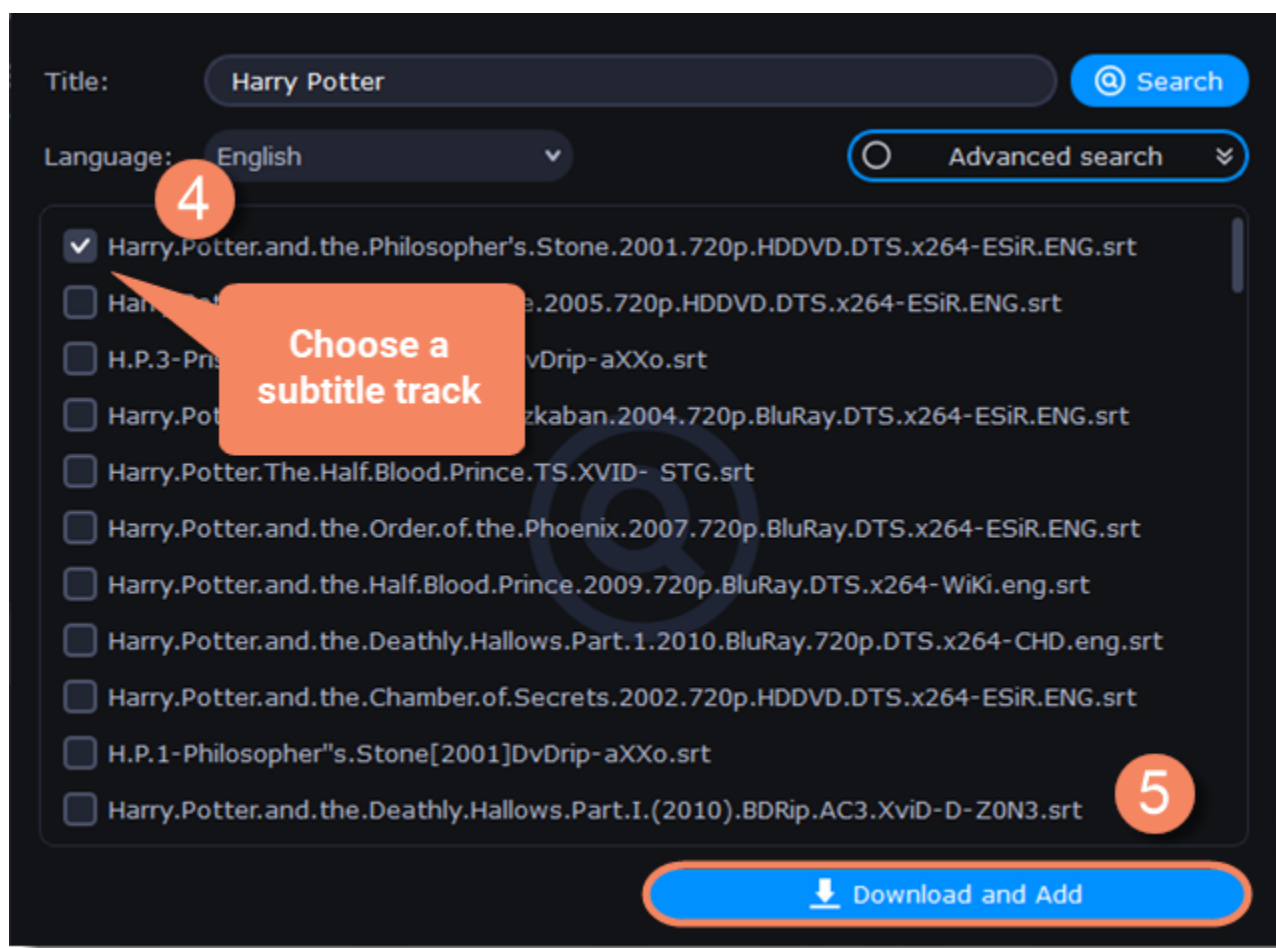 Title: Harry Potter Search
Language: English Advanced search
4
Harry.Potter.and.the.Philosopher's.Stone.2001.720p.HDDVD.DTS.x264-ESiR.ENG.srt
.2005.720p.HDDVD.DTS.x264-ESiR.ENG.srt
Choose a
subtitle track
H.P.3- vDrip-aXXo.srt
Harry. zkaban.2004.720p.BluRay.DTS.x264-ESiR.ENG.srt
Harry.Potter.The.Half.Blood.Prince.TS.XVID- STG.srt
Harry.Potter.and.the.Order.of.the.Phoenix.2007.720p.BluRay.DTS.x264-ESiR.ENG.srt
Harry.Potter.and.the.Half.Blood.Prince.2009.720p.BluRay.DTS.x264-WiKi.eng.srt
Harry.Potter.and.the.Deathly.Hallows.Part.1.2010.BluRay.720p.DTS.x264-CHD.eng.srt
Harry.Potter.and.the.Chamber.of.Secrets.2002.720p.HDDVD.DTS.x264-ESiR.ENG.srt
H.P.1-Philosopher"s.Stone[2001]DvDrip-aXXo.srt
Harry.Potter.and.the.Deathly.Hallows.Part.I.(2010).BDRip.AC3.XviD-D-Z0N3.srt
5
Download and Add